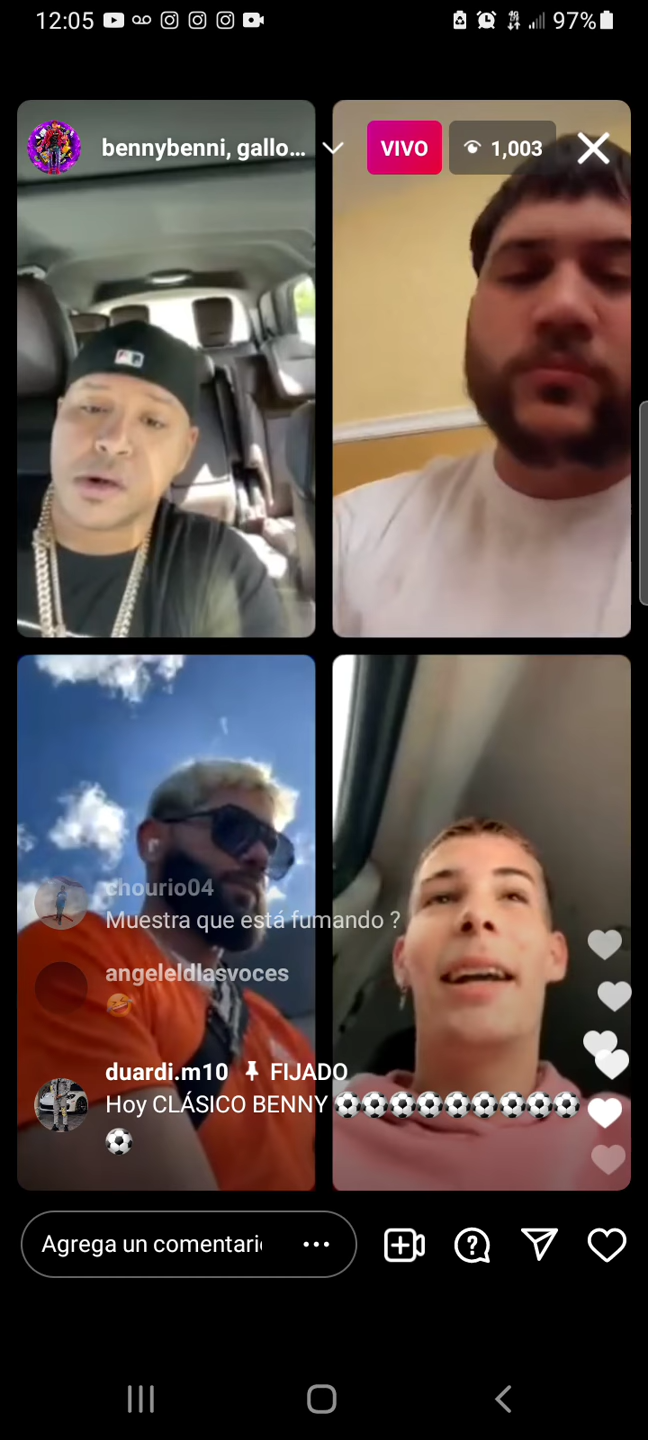 12:05
97%
bennybenni, gallo...
VIVO
1,003
chourio04
Muestra que está fumando ?
angeleldlasvoces
🤣
duardi.m10 📌 FIJADO
Hoy CLÁSICO BENNY ⚽⚽⚽⚽⚽⚽⚽⚽⚽
⚽
Agrega un comentari